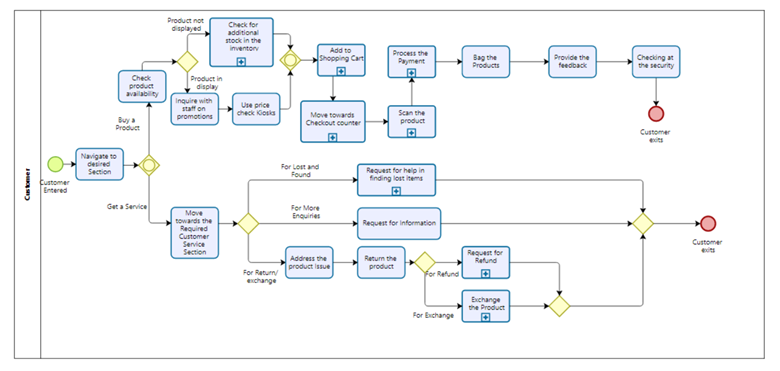 Customer
Customer
Entered
Navigate to
desired
Section
Buy a
Product
Get a Service
Check
product
availability
Product not
displayed
Product in
display
Check for
additional
stock in the
inventory
Inquire with
staff on
promotions
Use price
check Kiosks
Add to
Shopping Cart
Move towards
Checkout counter
Scan the
product
Process the
Payment
Bag the
Products
Provide the
feedback
Checking at
the security
Customer
exits
Move
towards the
Required
Customer
Service
Section
For Lost and
Found
Request for help in
finding lost items
For More
Enquiries
Request for Information
For Return/
exchange
Address the
product Issue
Return the
product
For Refund
Request for
Refund
For Exchange
Exchange
the Product
Customer
exits